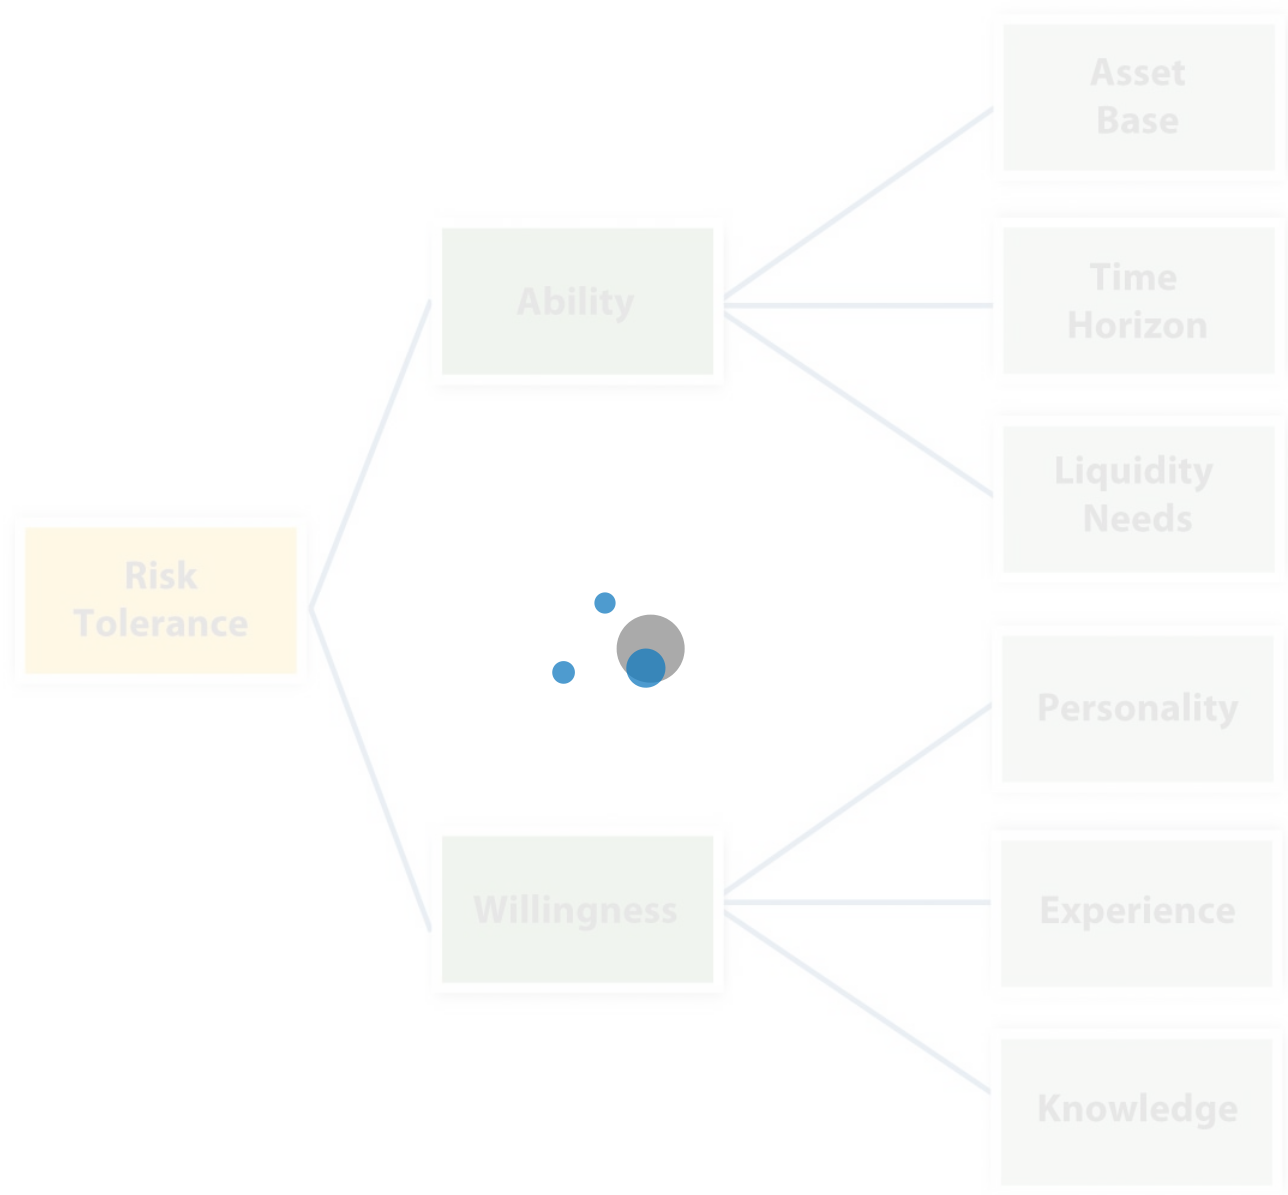 Asset
Base
Ability
Time
Horizon
Liquidity
Needs
Risk
Tolerance
Personality
Willingness
Experience
Knowledge